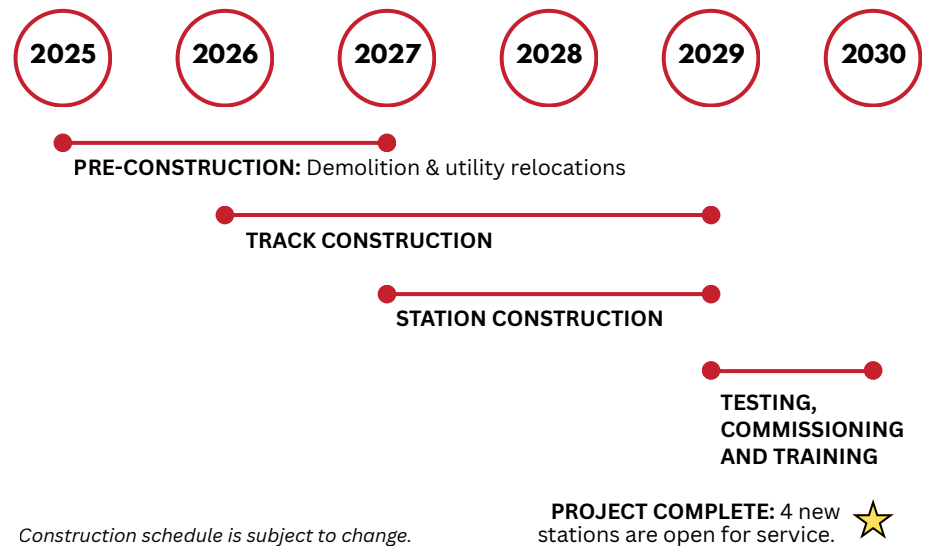 2025 2026 2027 2028 2029 2030
PRE-CONSTRUCTION: Demolition & utility relocations
TRACK CONSTRUCTION
STATION CONSTRUCTION
TESTING,
COMMISSIONING
AND TRAINING
PROJECT COMPLETE: 4 new
stations are open for service.
Construction schedule is subject to change.